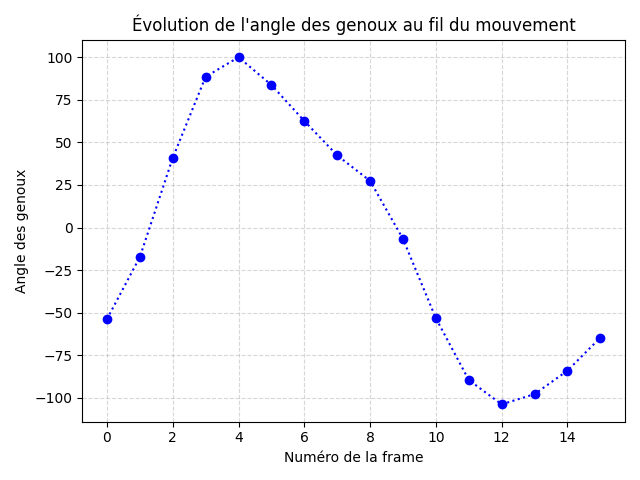 Évolution de l'angle des genoux au fil du mouvement
100
75
50
25
0
−25
−50
−75
−100
Angle des genoux
0 2 4 6 8 10 12 14
Numéro de la frame